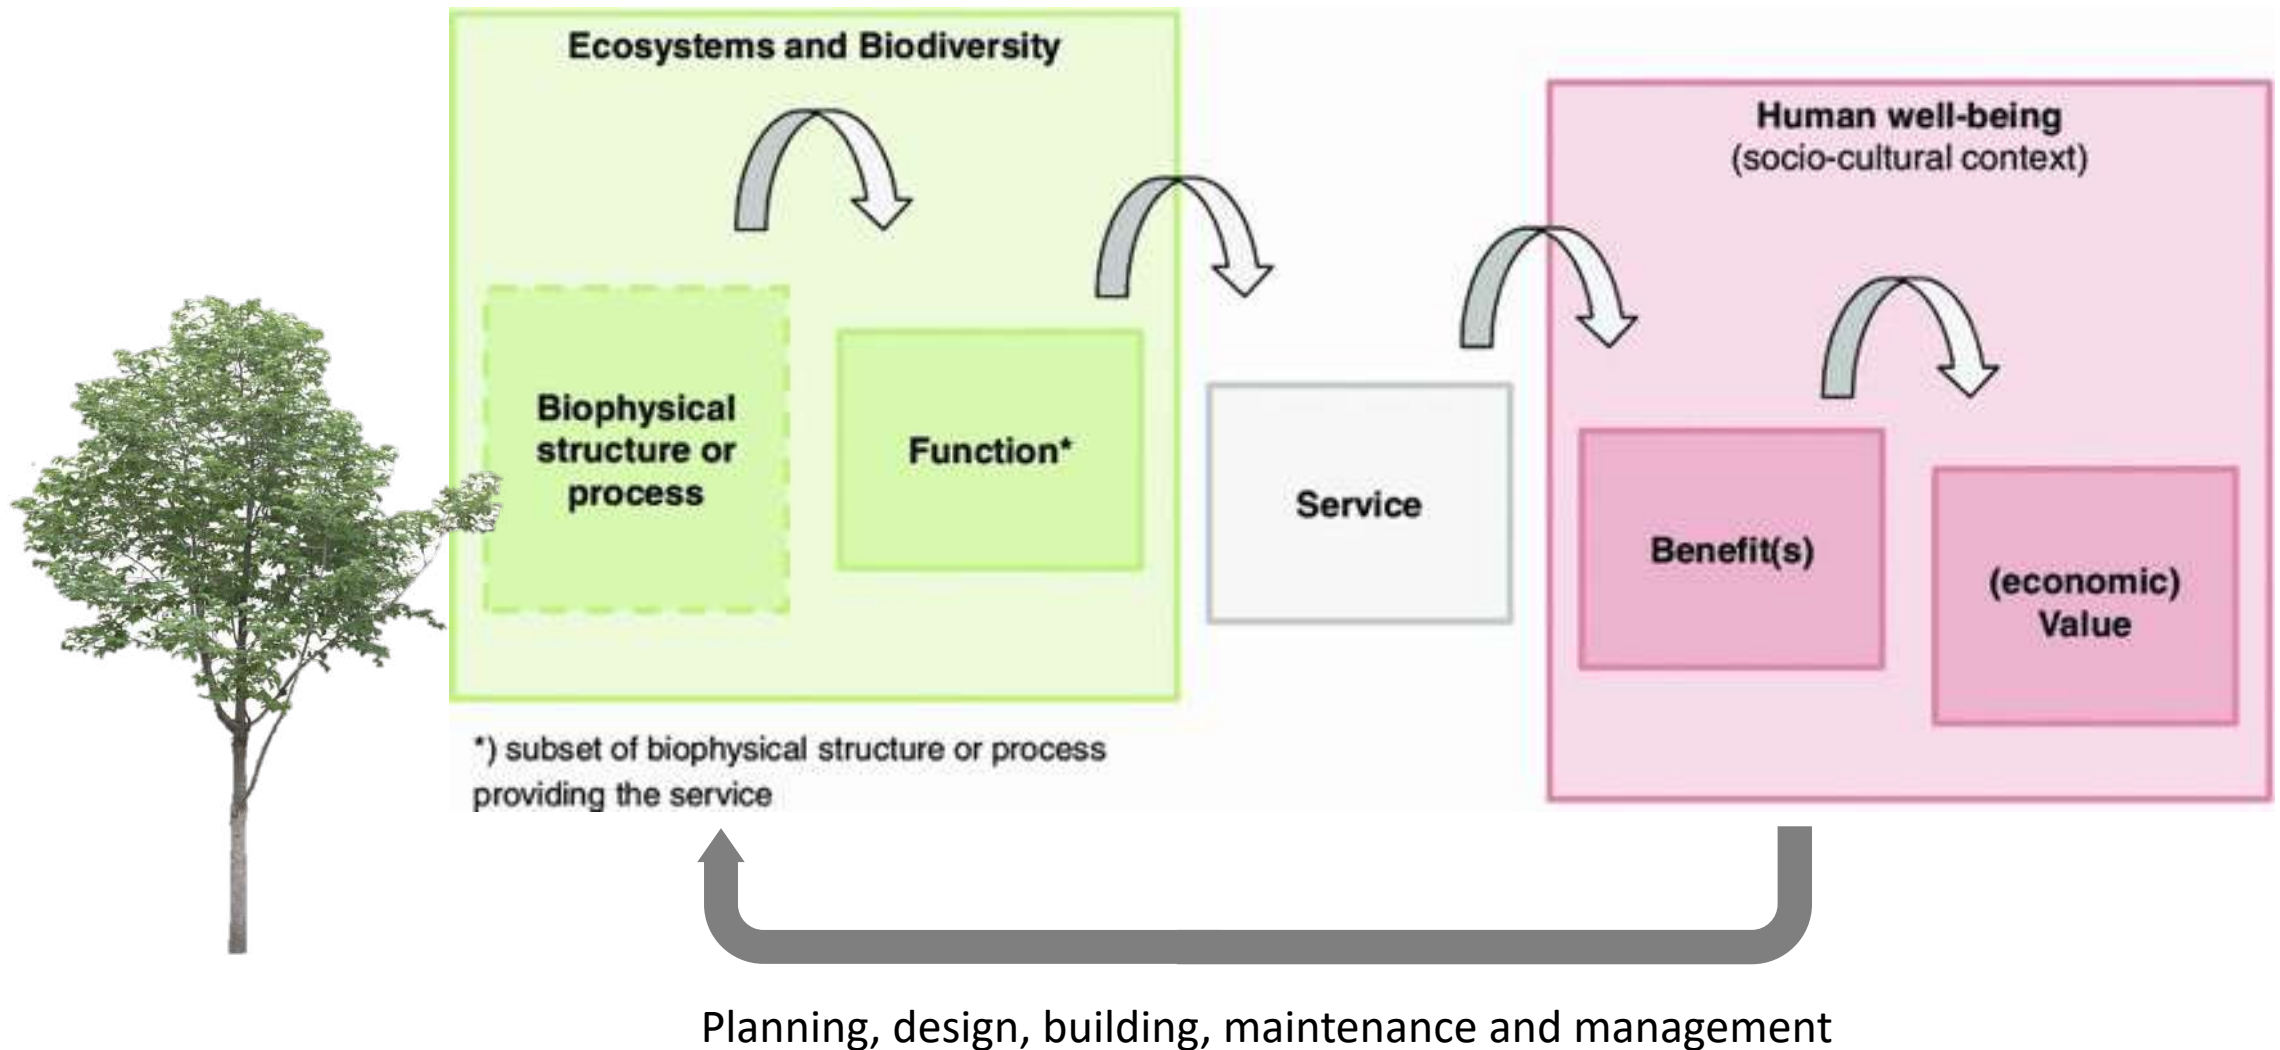 Ecosystems and Biodiversity
Human well-being
(socio-cultural context)
Biophysical
structure or
process
Function*
Service
Benefit(s)
(economic)
Value
*) subset of biophysical structure or process
providing the service
Planning, design, building, maintenance and management